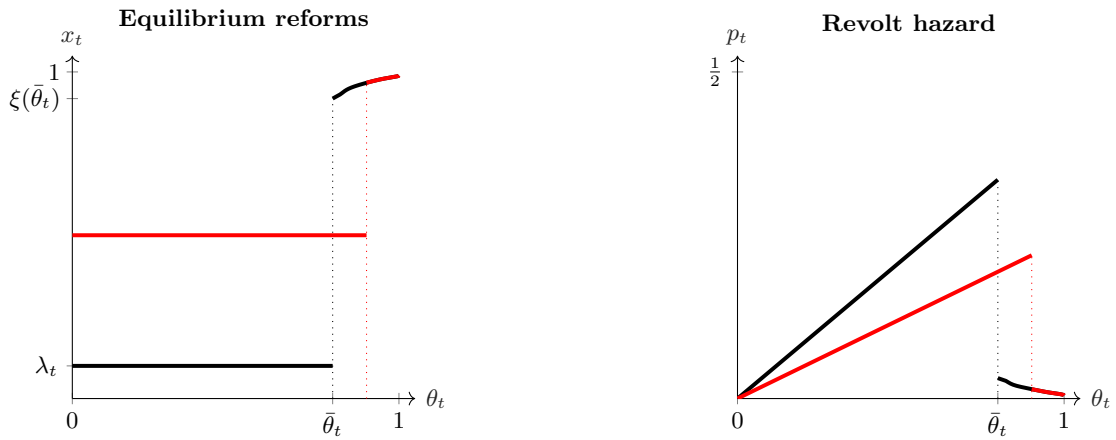 Equilibrium reforms
x_t
1
ξ(θ̄_t)
λ_t
0
θ̄_t
1
θ_t
Revolt hazard
p_t
1/2
0
θ̄_t
1
θ_t